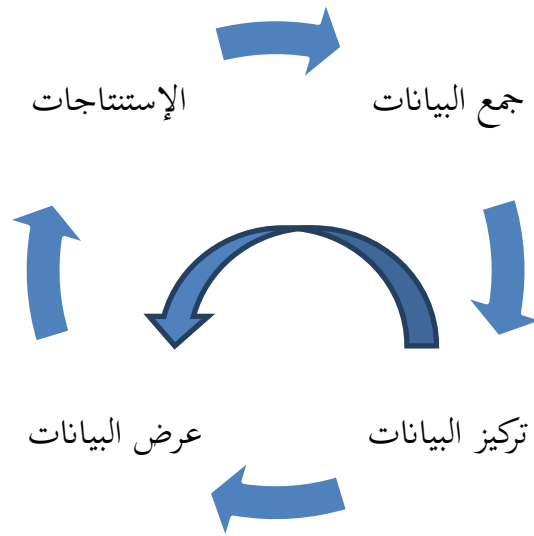 جمع البيانات
الإستنتاجات
تركيز البيانات
عرض البيانات